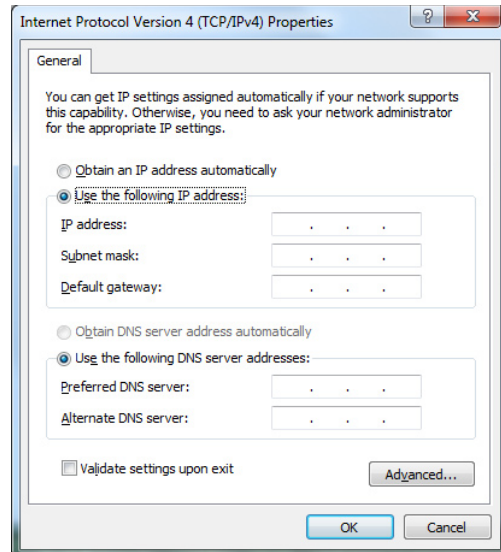 Internet Protocol Version 4 (TCP/IPv4) Properties
? X
General
You can get IP settings assigned automatically if your network supports
this capability. Otherwise, you need to ask your network administrator
for the appropriate IP settings.
Obtain an IP address automatically
Use the following IP address:
IP address: . . .
Subnet mask: . . .
Default gateway: . . .
Obtain DNS server address automatically
Use the following DNS server addresses:
Preferred DNS server: . . .
Alternate DNS server: . . .
Validate settings upon exit
Advanced...
OK Cancel